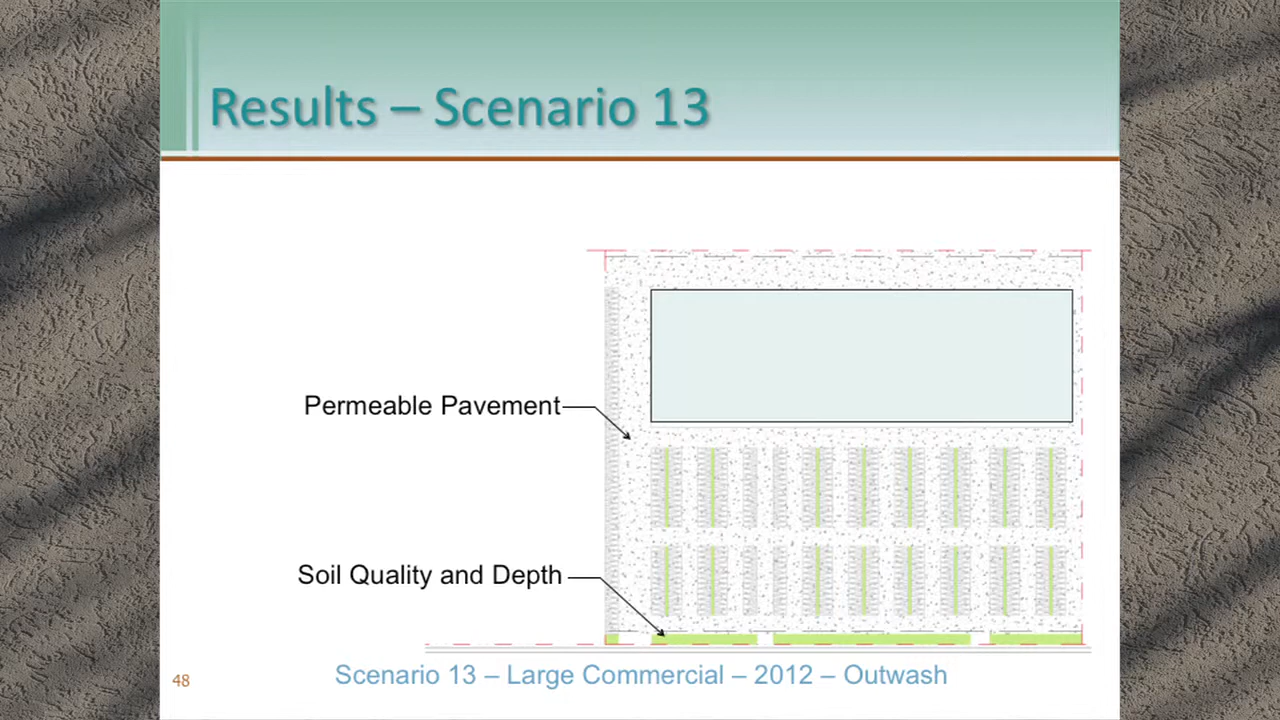 Results – Scenario 13
Permeable Pavement
Soil Quality and Depth
Scenario 13 – Large Commercial – 2012 – Outwash
48